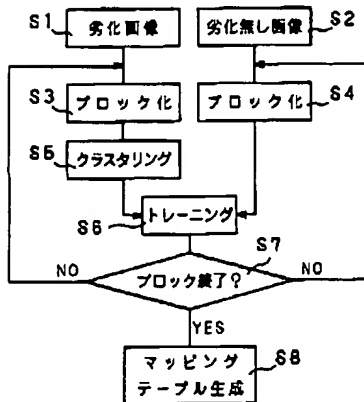 S1
劣化画像
劣化無し画像
S2
S3
ブロック化
ブロック化
S4
S5
クラスタリング
トレーニング
S6
S7
NO
ブロック終了?
NO
YES
マッピング
テーブル生成
S8